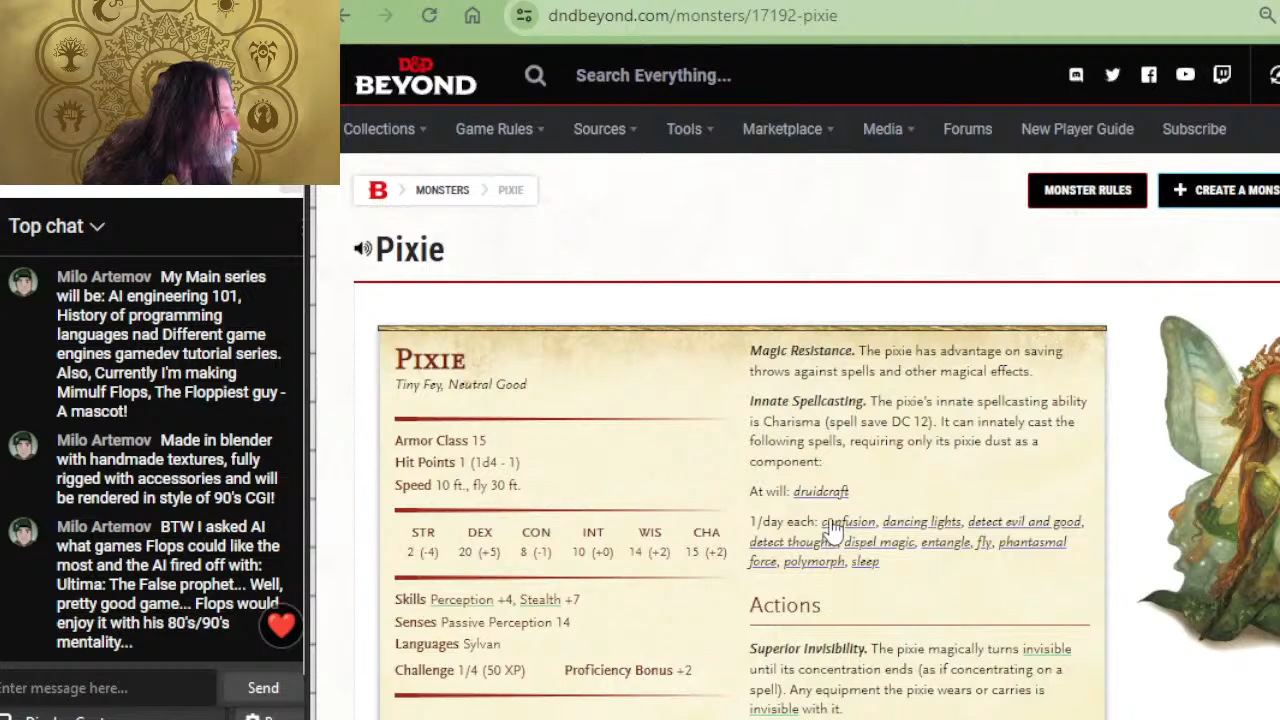 dndbeyond.com/monsters/17192-pixie
D&D
BEYOND
Search Everything...
Collections
Game Rules
Sources
Tools
Marketplace
Media
Forums
New Player Guide
Subscribe
B
MONSTERS
PIXIE
MONSTER RULES
+ CREATE A MONS
Pixie
Top chat
Milo Artemov My Main series
will be: AI engineering 101,
History of programming
languages nad Different game
engines gamedev tutorial series.
Also, Currently I'm making
Mimulf Flops, The Floppiest guy -
A mascot!
Milo Artemov Made in blender
with handmade textures, fully
rigged with accessories and will
be rendered in style of 90's CGI!
Milo Artemov BTW I asked AI
what games Flops could like the
most and the AI fired off with:
Ultima: The False prophet... Well,
pretty good game... Flops would
enjoy it with his 80's/90's
mentality...
nter message here...
Send
PIXIE
Tiny Fey, Neutral Good
Armor Class 15
Hit Points 1 (1d4 - 1)
Speed 10 ft., fly 30 ft.
STR DEX CON INT WIS CHA
2 (-4) 20 (+5) 8 (-1) 10 (+0) 14 (+2) 15 (+2)
Skills Perception +4, Stealth +7
Senses Passive Perception 14
Languages Sylvan
Challenge 1/4 (50 XP) Proficiency Bonus +2
Magic Resistance. The pixie has advantage on saving
throws against spells and other magical effects.
Innate Spellcasting. The pixie's innate spellcasting ability
is Charisma (spell save DC 12). It can innately cast the
following spells, requiring only its pixie dust as a
component:
At will: druidcraft
1/day each: confusion, dancing lights, detect evil and good,
detect thoughts, dispel magic, entangle, fly, phantasmal
force, polymorph, sleep
Actions
Superior Invisibility. The pixie magically turns invisible
until its concentration ends (as if concentrating on a
spell). Any equipment the pixie wears or carries is
invisible with it.